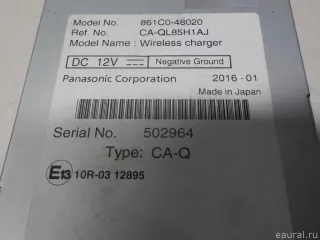 Model No. 861C0-48020
Ref. No. CA-QL85H1AJ
Model Name : Wireless charger
DC 12V Negative Ground
Panasonic Corporation 2016 - 01
Made in Japan
Serial No. 502964
Type: CA-Q
E13 10R-03 12895
eaural.ru